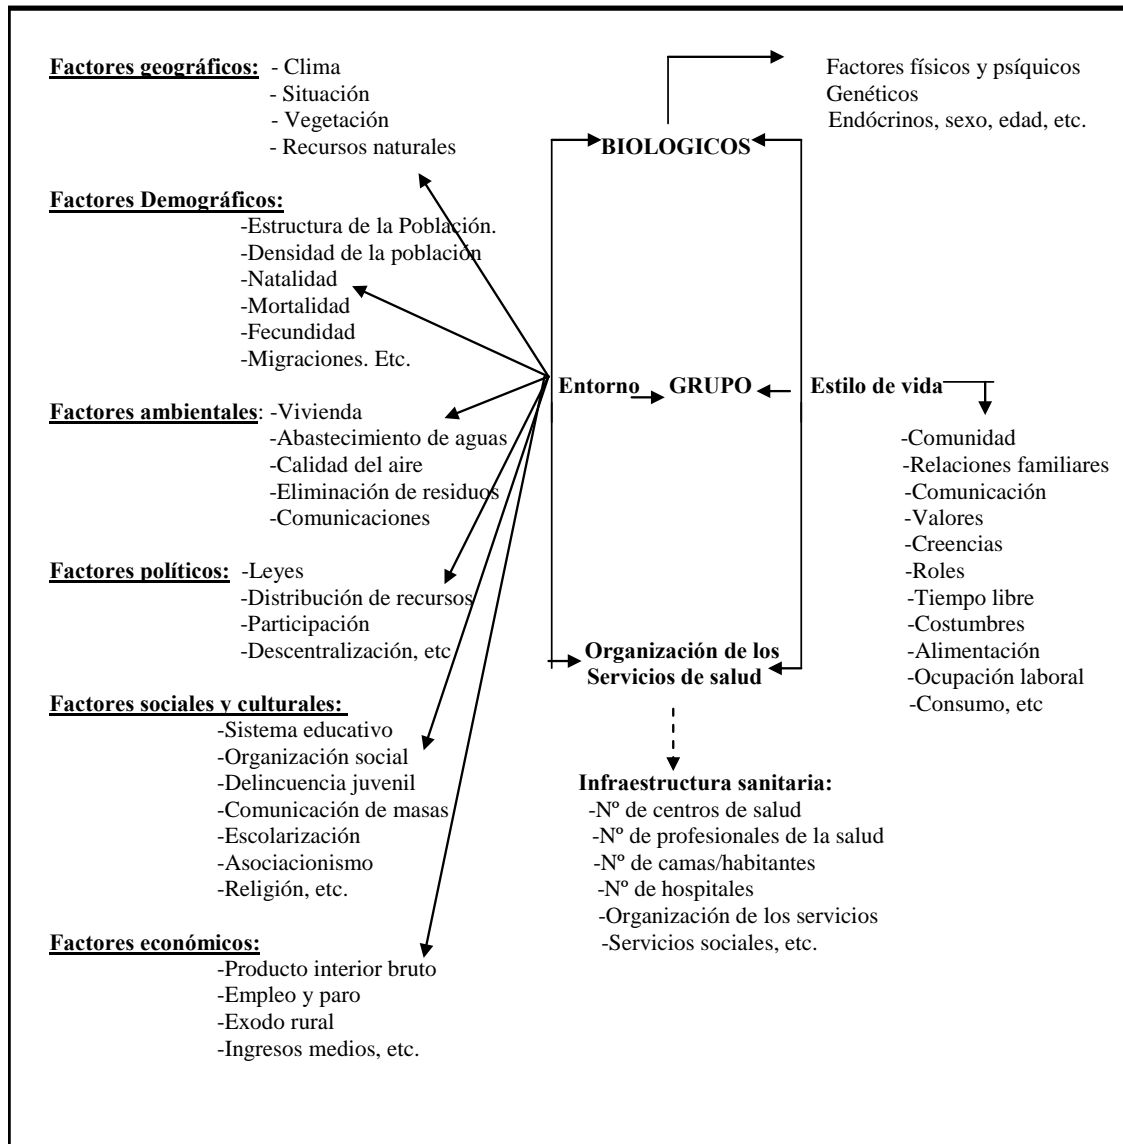 Factores geográficos: - Clima
- Situación
- Vegetación
- Recursos naturales
Factores Demográficos:
-Estructura de la Población.
-Densidad de la población
-Natalidad
-Mortalidad
-Fecundidad
-Migraciones. Etc.
Factores ambientales: -Vivienda
-Abastecimiento de aguas
-Calidad del aire
-Eliminación de residuos
-Comunicaciones
Factores políticos: -Leyes
-Distribución de recursos
-Participación
-Descentralización, etc
Factores sociales y culturales:
-Sistema educativo
-Organización social
-Delincuencia juvenil
-Comunicación de masas
-Escolarización
-Asociacionismo
-Religión, etc.
Factores económicos:
-Producto interior bruto
-Empleo y paro
-Exodo rural
-Ingresos medios, etc.
Factores físicos y psíquicos
Genéticos
Endócrinos, sexo, edad, etc.
BIOLOGICOS
Entorno GRUPO Estilo de vida
-Comunidad
-Relaciones familiares
-Comunicación
-Valores
-Creencias
-Roles
-Tiempo libre
-Costumbres
-Alimentación
-Ocupación laboral
-Consumo, etc
Organización de los
Servicios de salud
Infraestructura sanitaria:
-Nº de centros de salud
-Nº de profesionales de la salud
-Nº de camas/habitantes
-Nº de hospitales
-Organización de los servicios
-Servicios sociales, etc.